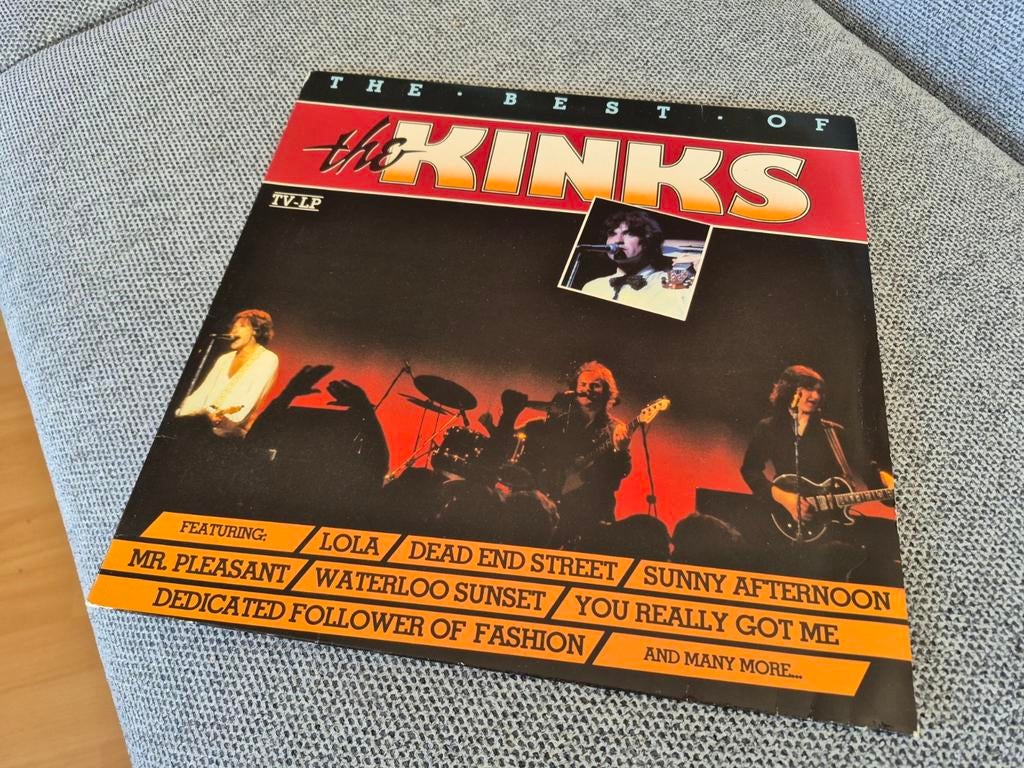 THE · BEST · OF
the KINKS
TV-LP
FEATURING: LOLA DEAD END STREET SUNNY AFTERNOON
MR. PLEASANT WATERLOO SUNSET YOU REALLY GOT ME
DEDICATED FOLLOWER OF FASHION AND MANY MORE...